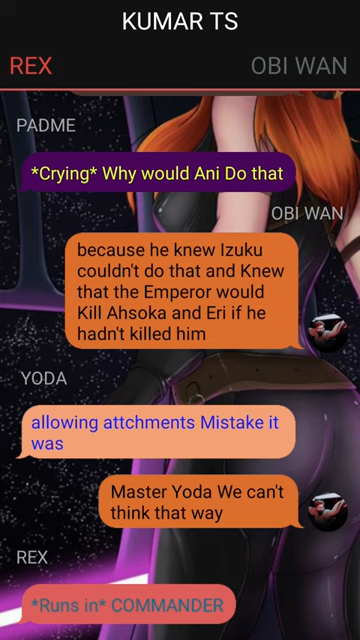 KUMAR TS
REX
OBI WAN
PADME
*Crying* Why would Ani Do that
OBI WAN
because he knew Izuku
couldn't do that and Knew
that the Emperor would
Kill Ahsoka and Eri if he
hadn't killed him
YODA
allowing attchments Mistake it
was
Master Yoda We can't
think that way
REX
*Runs in* COMMANDER